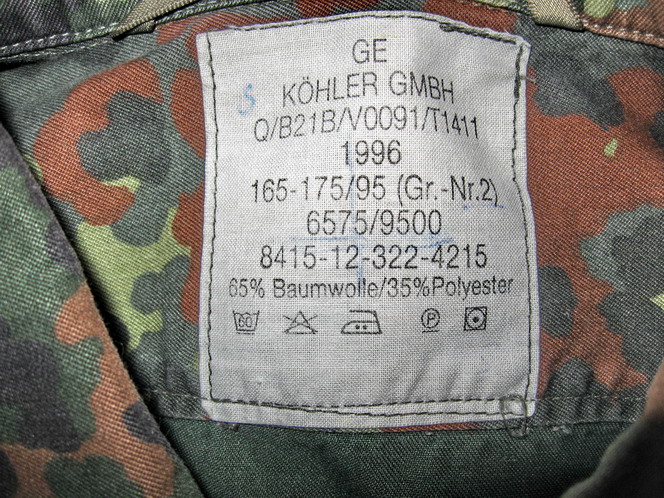 GE
KÖHLER GMBH
Q/B21B/V0091/T1411
1996
165-175/95 (Gr.-Nr.2)
6575/9500
8415-12-322-4215
65% Baumwolle/35%Polyester
60 P